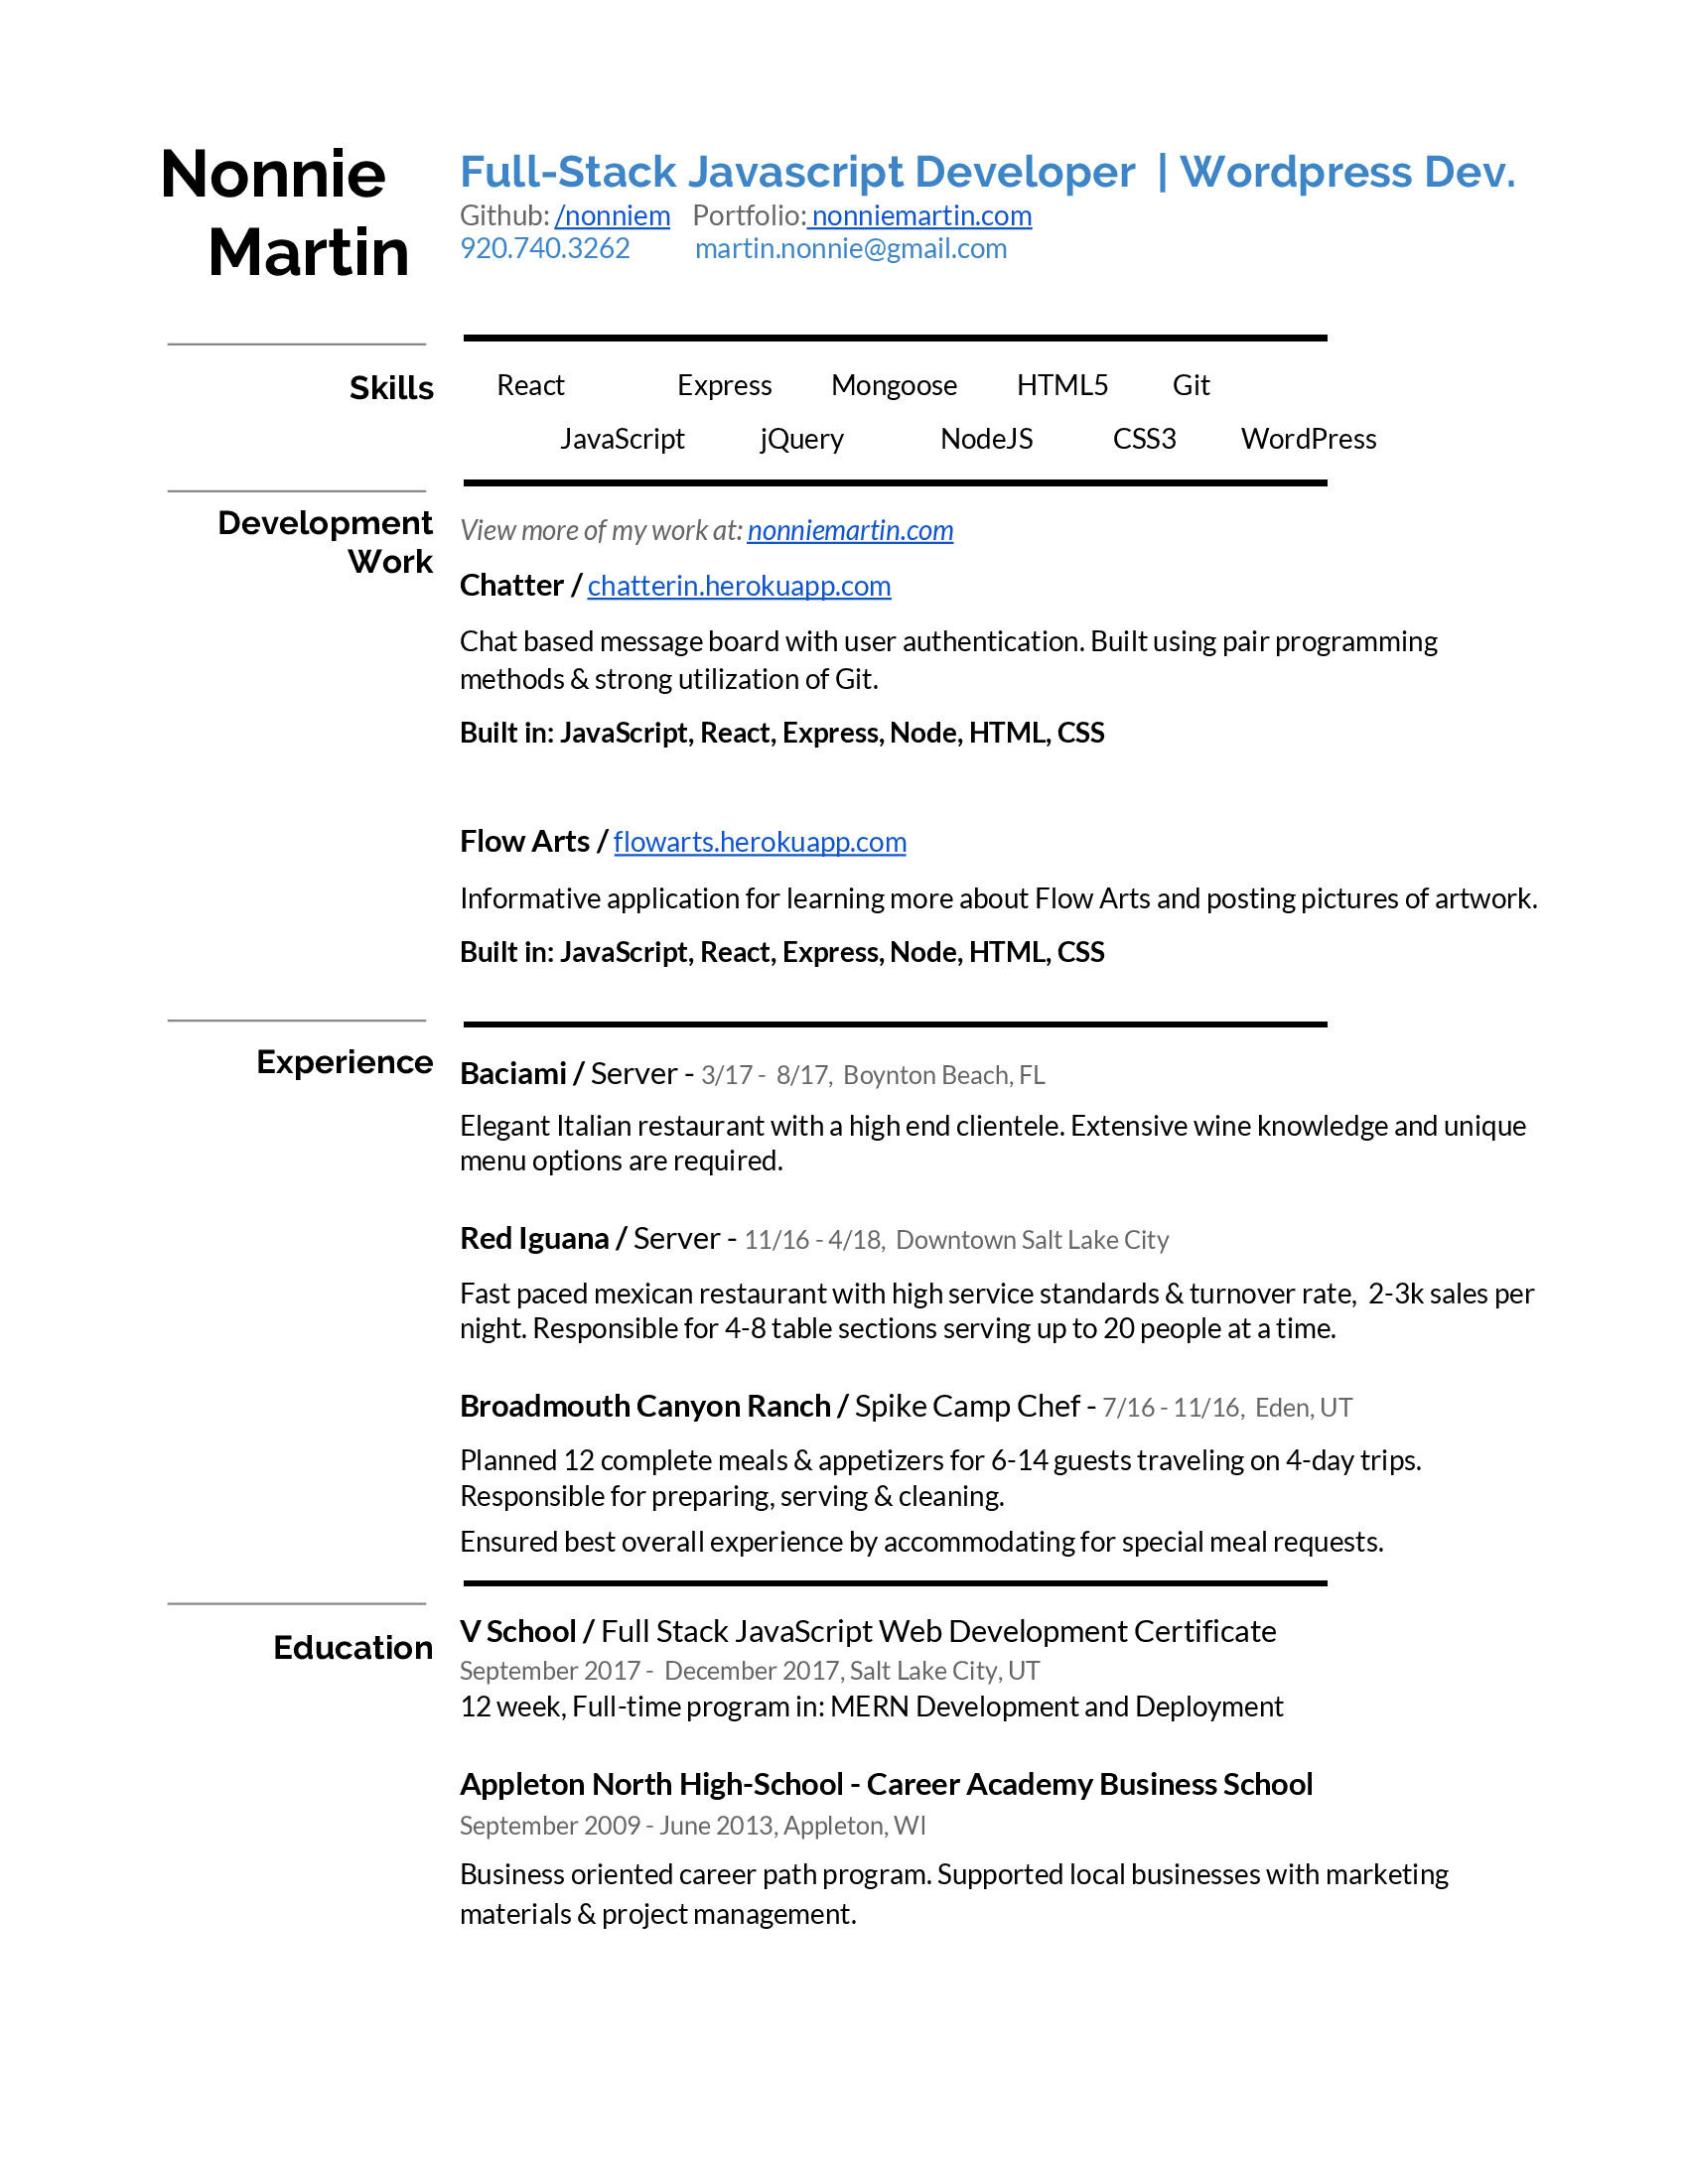 Nonnie
Martin
Full-Stack Javascript Developer | Wordpress Dev.
Github: /nonniem Portfolio: nonniemartin.com
920.740.3262 martin.nonnie@gmail.com
Skills
React Express Mongoose HTML5 Git
JavaScript jQuery NodeJS CSS3 WordPress
Development
Work
View more of my work at: nonniemartin.com
Chatter / chatterin.herokuapp.com
Chat based message board with user authentication. Built using pair programming
methods & strong utilization of Git.
Built in: JavaScript, React, Express, Node, HTML, CSS
Flow Arts / flowarts.herokuapp.com
Informative application for learning more about Flow Arts and posting pictures of artwork.
Built in: JavaScript, React, Express, Node, HTML, CSS
Experience
Baciami / Server - 3/17 - 8/17, Boynton Beach, FL
Elegant Italian restaurant with a high end clientele. Extensive wine knowledge and unique
menu options are required.
Red Iguana / Server - 11/16 - 4/18, Downtown Salt Lake City
Fast paced mexican restaurant with high service standards & turnover rate, 2-3k sales per
night. Responsible for 4-8 table sections serving up to 20 people at a time.
Broadmouth Canyon Ranch / Spike Camp Chef - 7/16 - 11/16, Eden, UT
Planned 12 complete meals & appetizers for 6-14 guests traveling on 4-day trips.
Responsible for preparing, serving & cleaning.
Ensured best overall experience by accommodating for special meal requests.
Education
V School / Full Stack JavaScript Web Development Certificate
September 2017 - December 2017, Salt Lake City, UT
12 week, Full-time program in: MERN Development and Deployment
Appleton North High-School - Career Academy Business School
September 2009 - June 2013, Appleton, WI
Business oriented career path program. Supported local businesses with marketing
materials & project management.